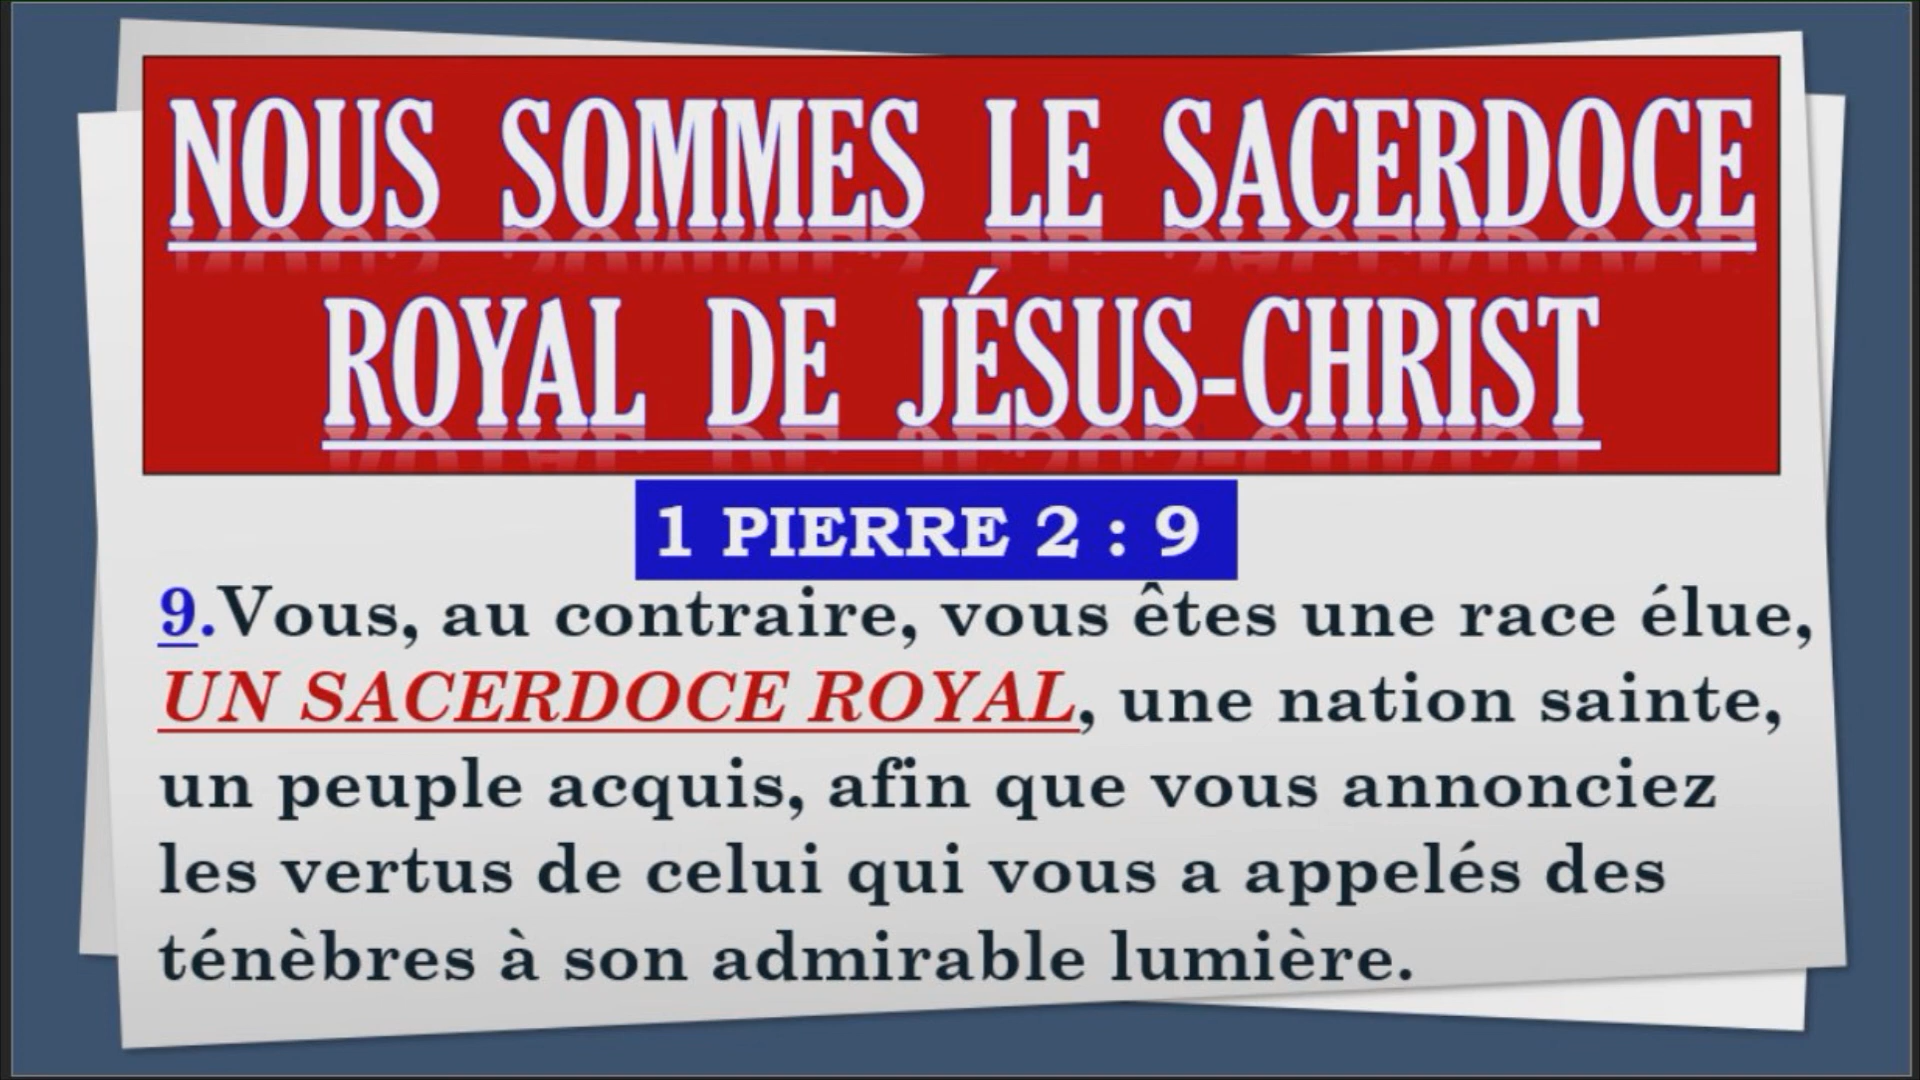 NOUS SOMMES LE SACERDOCE
ROYAL DE JÉSUS-CHRIST
1 PIERRE 2 : 9
9.Vous, au contraire, vous êtes une race élue,
UN SACERDOCE ROYAL, une nation sainte,
un peuple acquis, afin que vous annonciez
les vertus de celui qui vous a appelés des
ténèbres à son admirable lumière.